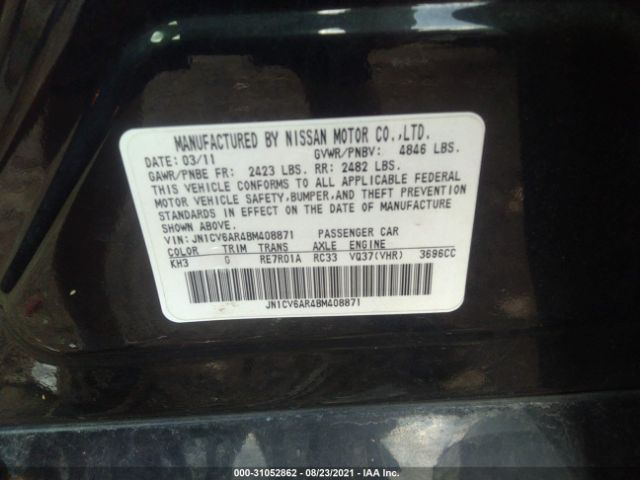 MANUFACTURED BY NISSAN MOTOR CO.,LTD.
DATE: 03/11 GVWR/PNBV: 4846 LBS.
GAWR/PNBE FR: 2423 LBS. RR: 2482 LBS.
THIS VEHICLE CONFORMS TO ALL APPLICABLE FEDERAL
MOTOR VEHICLE SAFETY,BUMPER,AND THEFT PREVENTION
STANDARDS IN EFFECT ON THE DATE OF MANUFACTURE
SHOWN ABOVE.
VIN: JN1CV6AR4BM408871 PASSENGER CAR
COLOR TRIM TRANS AXLE ENGINE
KH3 G RE7R01A RC33 VQ37(VHR) 3696CC
JN1CV6AR4BM408871
000-31052862 - 08/23/2021 - IAA Inc.